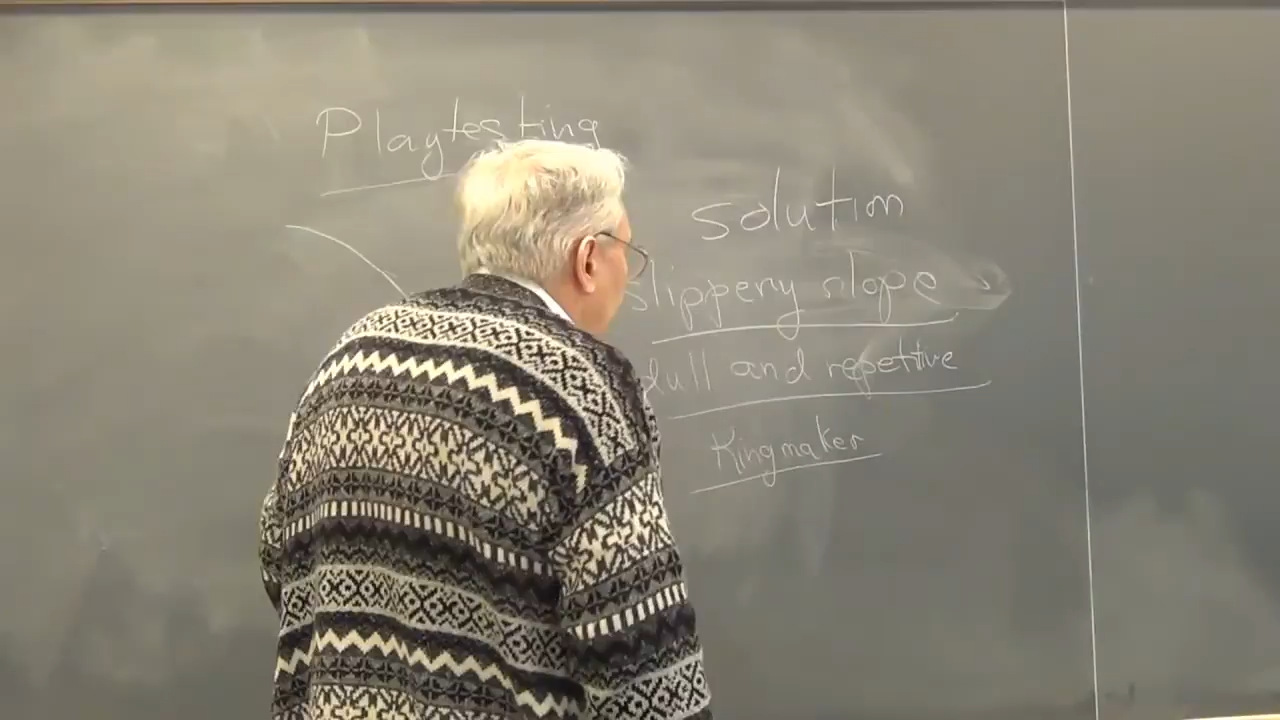 Playtesting
solution
slippery slope
dull and repetitive
Kingmaker